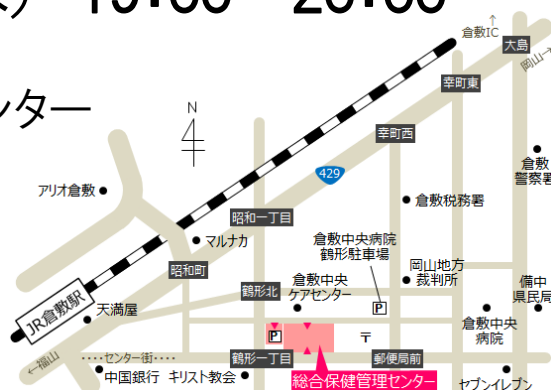 19:00 20:00
ンター
N
↑
倉敷IC
大島
岡山→
幸町東
幸町西
429
倉敷
警察署
アリオ倉敷
倉敷税務署
昭和一丁目
マルナカ
倉敷中央病院
鶴形駐車場
昭和町
岡山地方
裁判所
鶴形北
倉敷中央
ケアセンター
P
備中
県民局
JR倉敷駅
天満屋
P
〒
倉敷中央
病院
←福山
センター街
鶴形一丁目
郵便局前
中国銀行
キリスト教会
総合保健管理センター
セブンイレブン